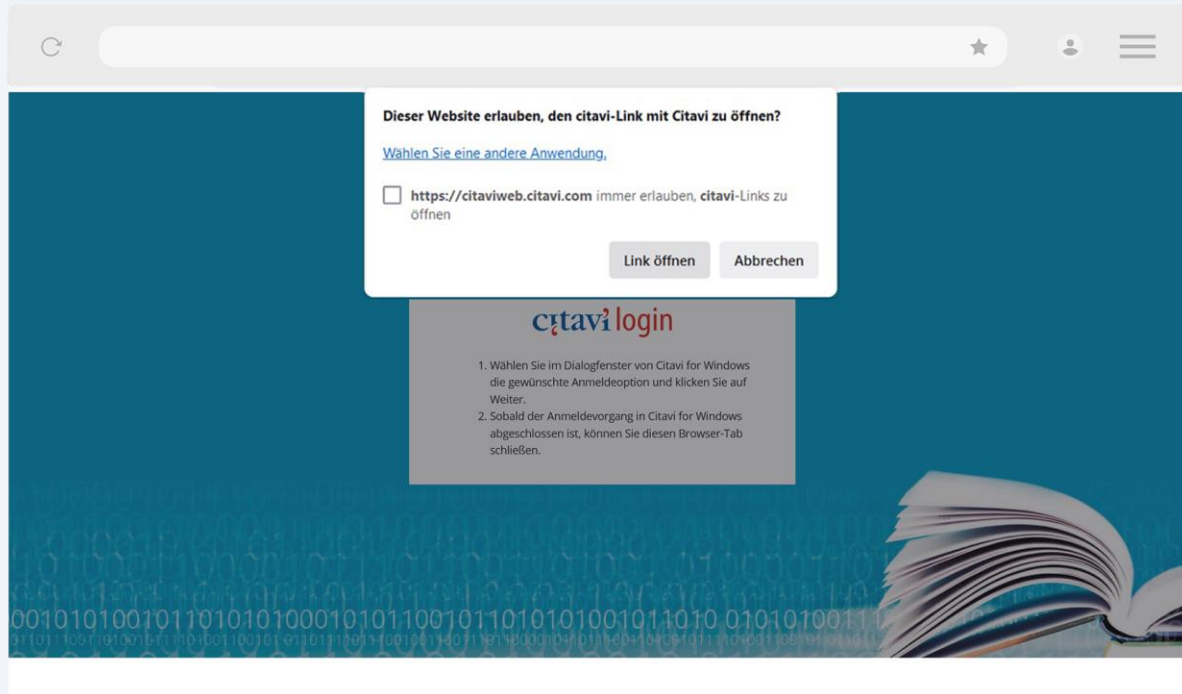 Dieser Website erlauben, den citavi-Link mit Citavi zu öffnen?
Wählen Sie eine andere Anwendung.
https://citaviweb.citavi.com immer erlauben, citavi-Links zu
öffnen
Link öffnen
Abbrechen
citavi login
1. Wählen Sie im Dialogfenster von Citavi for Windows
die gewünschte Anmeldeoption und klicken Sie auf
Weiter.
2. Sobald der Anmeldevorgang in Citavi for Windows
abgeschlossen ist, können Sie diesen Browser-Tab
schließen.